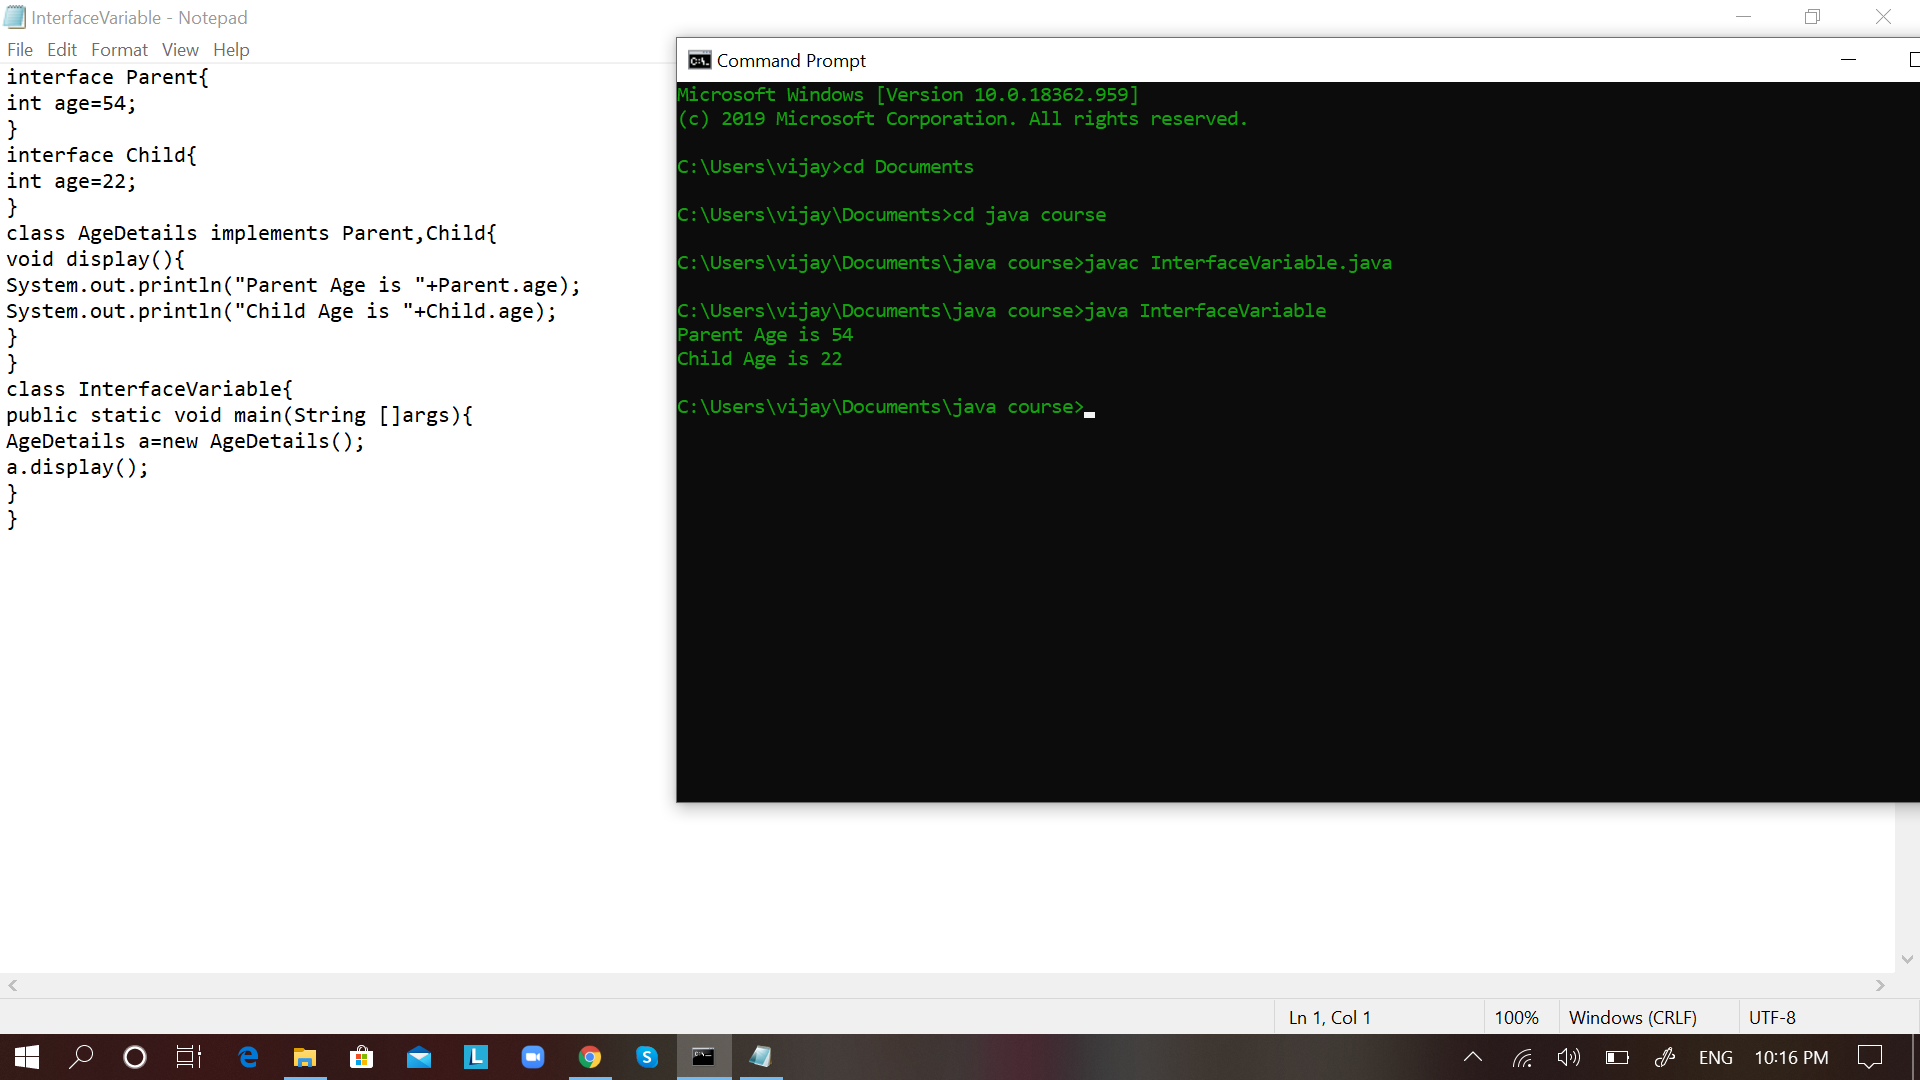 InterfaceVariable - Notepad
File Edit Format View Help
interface Parent{
int age=54;
}
interface Child{
int age=22;
}
class AgeDetails implements Parent,Child{
void display(){
System.out.println("Parent Age is "+Parent.age);
System.out.println("Child Age is "+Child.age);
}
}
class InterfaceVariable{
public static void main(String []args){
AgeDetails a=new AgeDetails();
a.display();
}
}
Command Prompt
Microsoft Windows [Version 10.0.18362.959]
(c) 2019 Microsoft Corporation. All rights reserved.
C:\Users\vijay>cd Documents
C:\Users\vijay\Documents>cd java course
C:\Users\vijay\Documents\java course>javac InterfaceVariable.java
C:\Users\vijay\Documents\java course>java InterfaceVariable
Parent Age is 54
Child Age is 22
C:\Users\vijay\Documents\java course>
Ln 1, Col 1 100% Windows (CRLF) UTF-8
ENG 10:16 PM